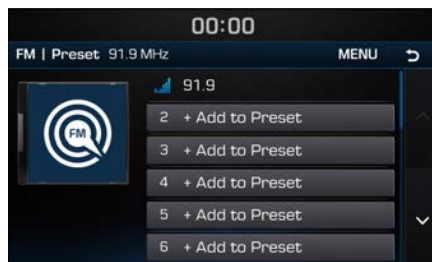 00:00
FM | Preset 91.9 MHz MENU
91.9
FM
2 + Add to Preset
3 + Add to Preset
4 + Add to Preset
5 + Add to Preset
6 + Add to Preset